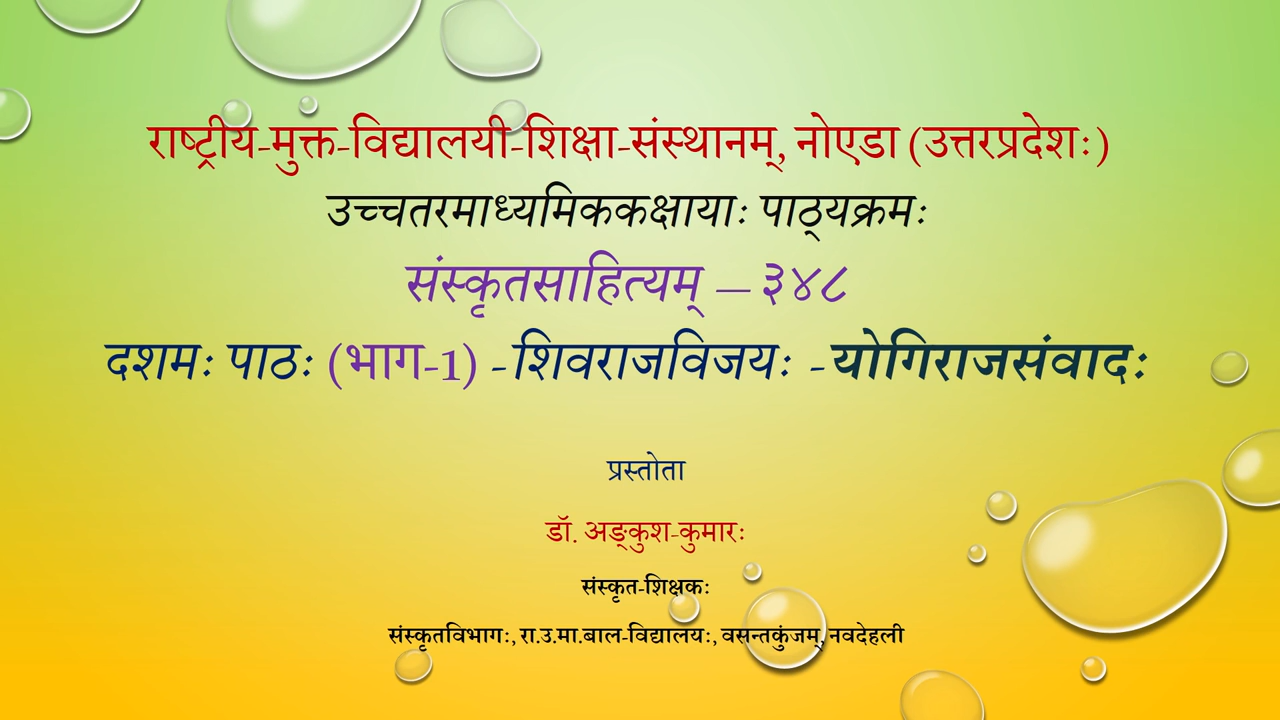 राष्ट्रीय-मुक्त-विद्यालयी-शिक्षा-संस्थानम्, नोएडा (उत्तरप्रदेशः)
उच्चतरमाध्यमिककक्षायाः पाठ्यक्रमः
संस्कृतसाहित्यम् – ३४८
दशमः पाठः (भाग-1) -शिवराजविजयः -योगिराजसंवादः
प्रस्तोता
डॉ. अङ्कुश-कुमारः
संस्कृत-शिक्षकः
संस्कृतविभागः, रा.उ.मा.बाल-विद्यालयः, वसन्तकुंजम्, नवदेहली